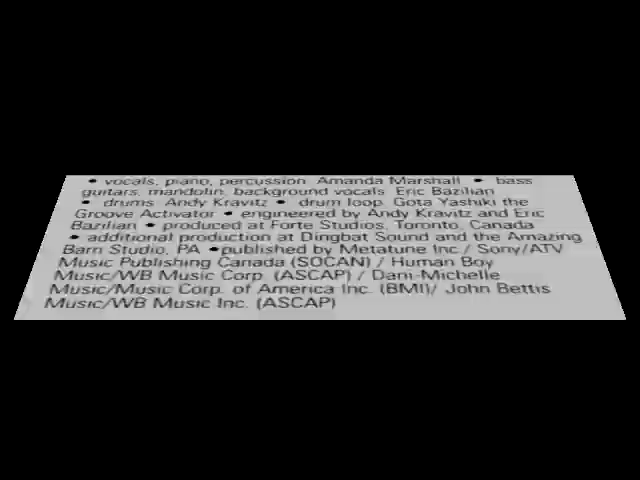 • vocals, piano, percussion Amanda Marshall • bass
guitars, mandolin, background vocals Eric Bazilian
• drums Andy Kravitz • drum loop Gota Yashiki the
Groove Activator • engineered by Andy Kravitz and Eric
Bazilian • produced at Forte Studios, Toronto, Canada
• additional production at Dingbat Sound and the Amazing
Barn Studio, PA •published by Metatune Inc./ Sony/ATV
Music Publishing Canada (SOCAN) / Human Boy
Music/WB Music Corp. (ASCAP) / Dam-Michelle
Music/Music Corp. of America Inc. (BMI)/ John Bettis
Music/WB Music Inc. (ASCAP)